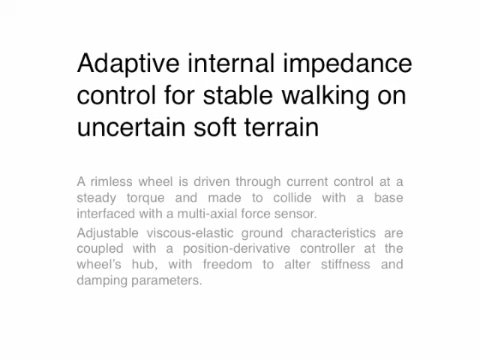 Adaptive internal impedance
control for stable walking on
uncertain soft terrain
A rimless wheel is driven through current control at a
steady torque and made to collide with a base
interfaced with a multi-axial force sensor.
Adjustable viscous-elastic ground characteristics are
coupled with a position-derivative controller at the
wheel's hub, with freedom to alter stiffness and
damping parameters.